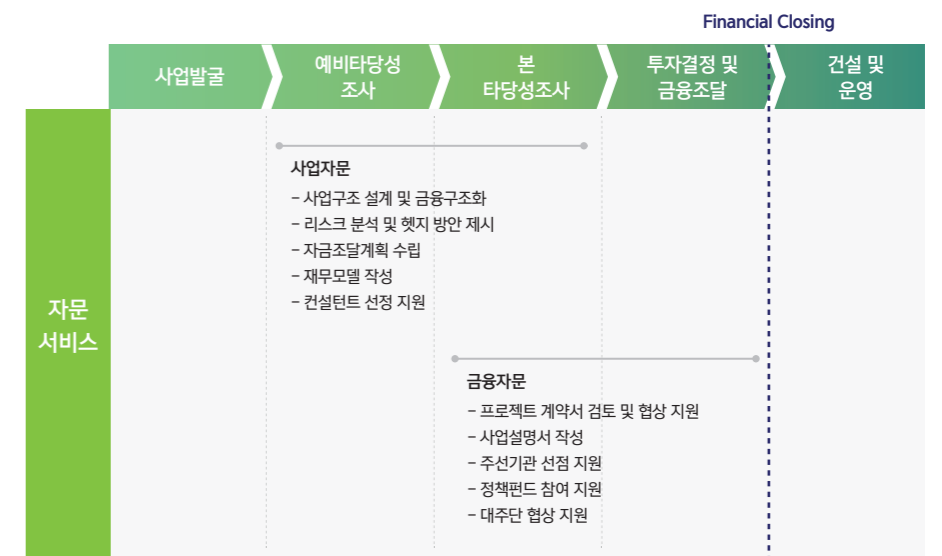 Financial Closing
사업발굴
예비타당성
조사
본
타당성조사
투자결정 및
금융조달
건설 및
운영
자문
서비스
사업자문
- 사업구조 설계 및 금융구조화
- 리스크 분석 및 헷지 방안 제시
- 자금조달계획 수립
- 재무모델 작성
- 컨설턴트 선정 지원
금융자문
- 프로젝트 계약서 검토 및 협상 지원
- 사업설명서 작성
- 주선기관 선점 지원
- 정책펀드 참여 지원
- 대주단 협상 지원